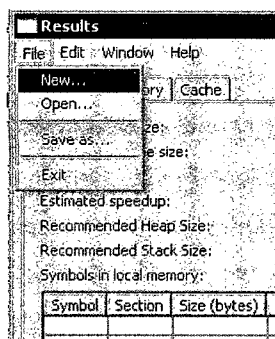 Results
File Edit Window Help
New...
Open...
Save as...
Exit
ory Cache
ze:
e size:
Estimated speedup:
Recommended Heap Size:
Recommended Stack Size:
Symbols in local memory:
Symbol Section Size (bytes)